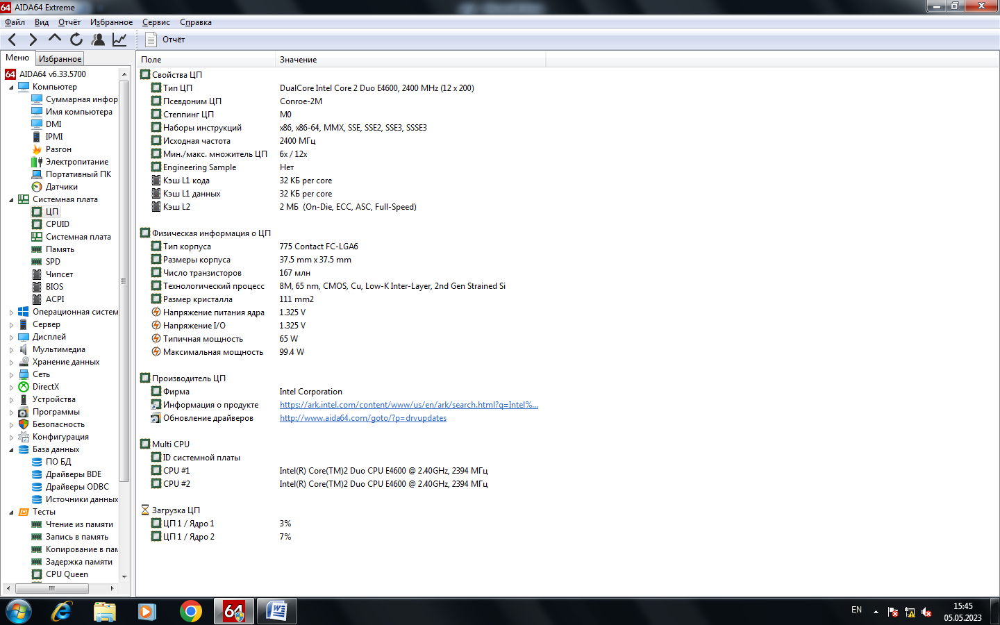 AIDA64 Extreme
Файл Вид Отчёт Избранное Сервис Справка
Отчёт
Меню Избранное
AIDA64 v6.33.5700
Компьютер
Суммарная инфор
Имя компьютера
DMI
IPMI
Разгон
Электропитание
Портативный ПК
Датчики
Системная плата
ЦП
CPUID
Системная плата
Память
SPD
Чипсет
BIOS
ACPI
Операционная систем
Сервер
Дисплей
Мультимедиа
Хранение данных
Сеть
DirectX
Устройства
Программы
Безопасность
Конфигурация
База данных
ПО БД
Драйверы BDE
Драйверы ODBC
Источники данных
Тесты
Чтение из памяти
Запись в память
Копирование в пам
Задержка памяти
CPU Queen
Поле Значение
Свойства ЦП
Тип ЦП DualCore Intel Core 2 Duo E4600, 2400 MHz (12 x 200)
Псевдоним ЦП Conroe-2M
Степпинг ЦП M0
Наборы инструкций x86, x86-64, MMX, SSE, SSE2, SSE3, SSSE3
Исходная частота 2400 МГц
Мин./макс. множитель ЦП 6x / 12x
Engineering Sample Нет
Кэш L1 кода 32 КБ per core
Кэш L1 данных 32 КБ per core
Кэш L2 2 МБ (On-Die, ECC, ASC, Full-Speed)
Физическая информация о ЦП
Тип корпуса 775 Contact FC-LGA6
Размеры корпуса 37.5 mm x 37.5 mm
Число транзисторов 167 млн
Технологический процесс 8M, 65 nm, CMOS, Cu, Low-K Inter-Layer, 2nd Gen Strained Si
Размер кристалла 111 mm2
Напряжение питания ядра 1.325 V
Напряжение I/O 1.325 V
Типичная мощность 65 W
Максимальная мощность 99.4 W
Производитель ЦП
Фирма Intel Corporation
Информация о продукте https://ark.intel.com/content/www/us/en/ark/search.html?q=Intel%...
Обновление драйверов http://www.aida64.com/goto/?p=drvupdates
Multi CPU
ID системной платы
CPU #1 Intel(R) Core(TM)2 Duo CPU E4600 @ 2.40GHz, 2394 МГц
CPU #2 Intel(R) Core(TM)2 Duo CPU E4600 @ 2.40GHz, 2394 МГц
Загрузка ЦП
ЦП 1 / Ядро 1 3%
ЦП 1 / Ядро 2 7%
64
EN
15:45
05.05.2023